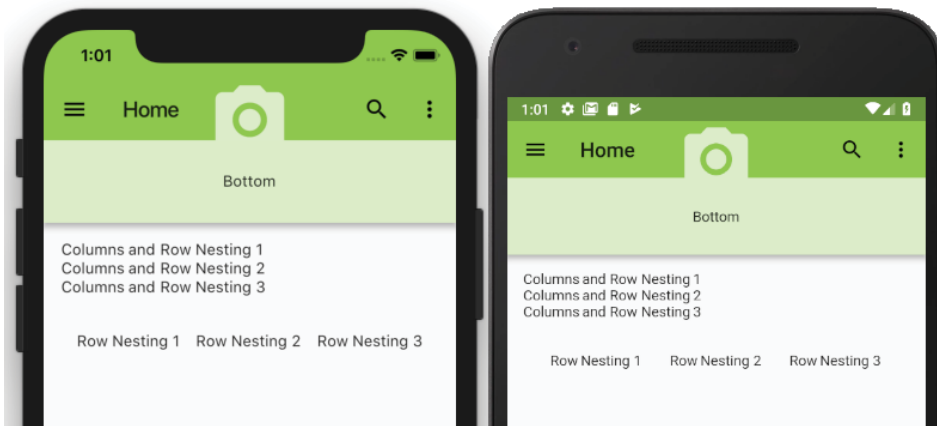 1:01
Home
Bottom
Columns and Row Nesting 1
Columns and Row Nesting 2
Columns and Row Nesting 3
Row Nesting 1 Row Nesting 2 Row Nesting 3
1:01
Home
Bottom
Columns and Row Nesting 1
Columns and Row Nesting 2
Columns and Row Nesting 3
Row Nesting 1 Row Nesting 2 Row Nesting 3